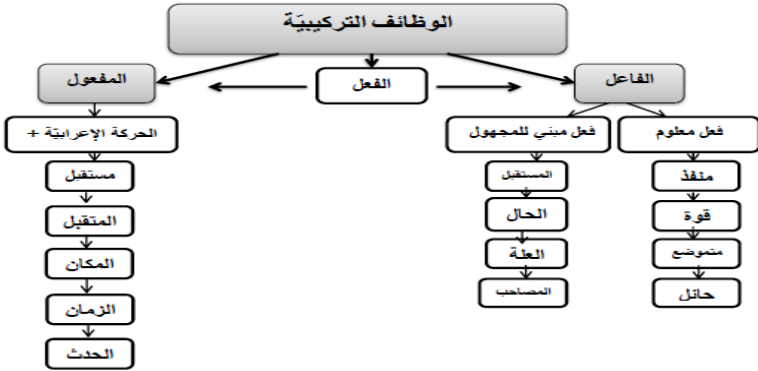 الوظائف التركيبيّة
الفاعل
الفعل
المفعول
فعل معلوم
فعل مبني للمجهول
الحركة الإعرابيّة +
منفذ
المستقبل
مستقبل
قوة
الحال
المتقبل
متموضع
العلة
المكان
حائل
المصاحب
الزمان
الحدث